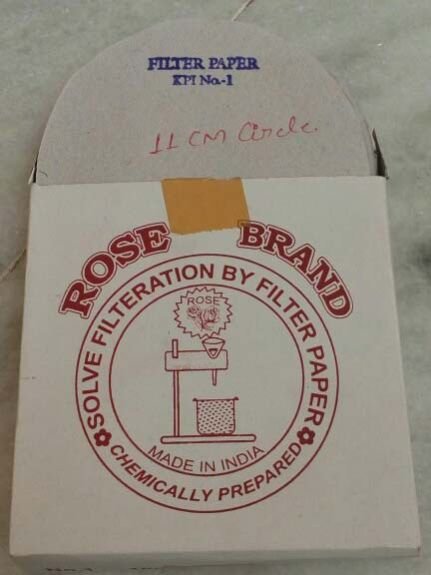 FILTER PAPER
KPI No-1
11 CM Circle.
ROSE BRAND
SOLVE FILTERATION BY FILTER PAPER
ROSE
MADE IN INDIA
CHEMICALLY PREPARED